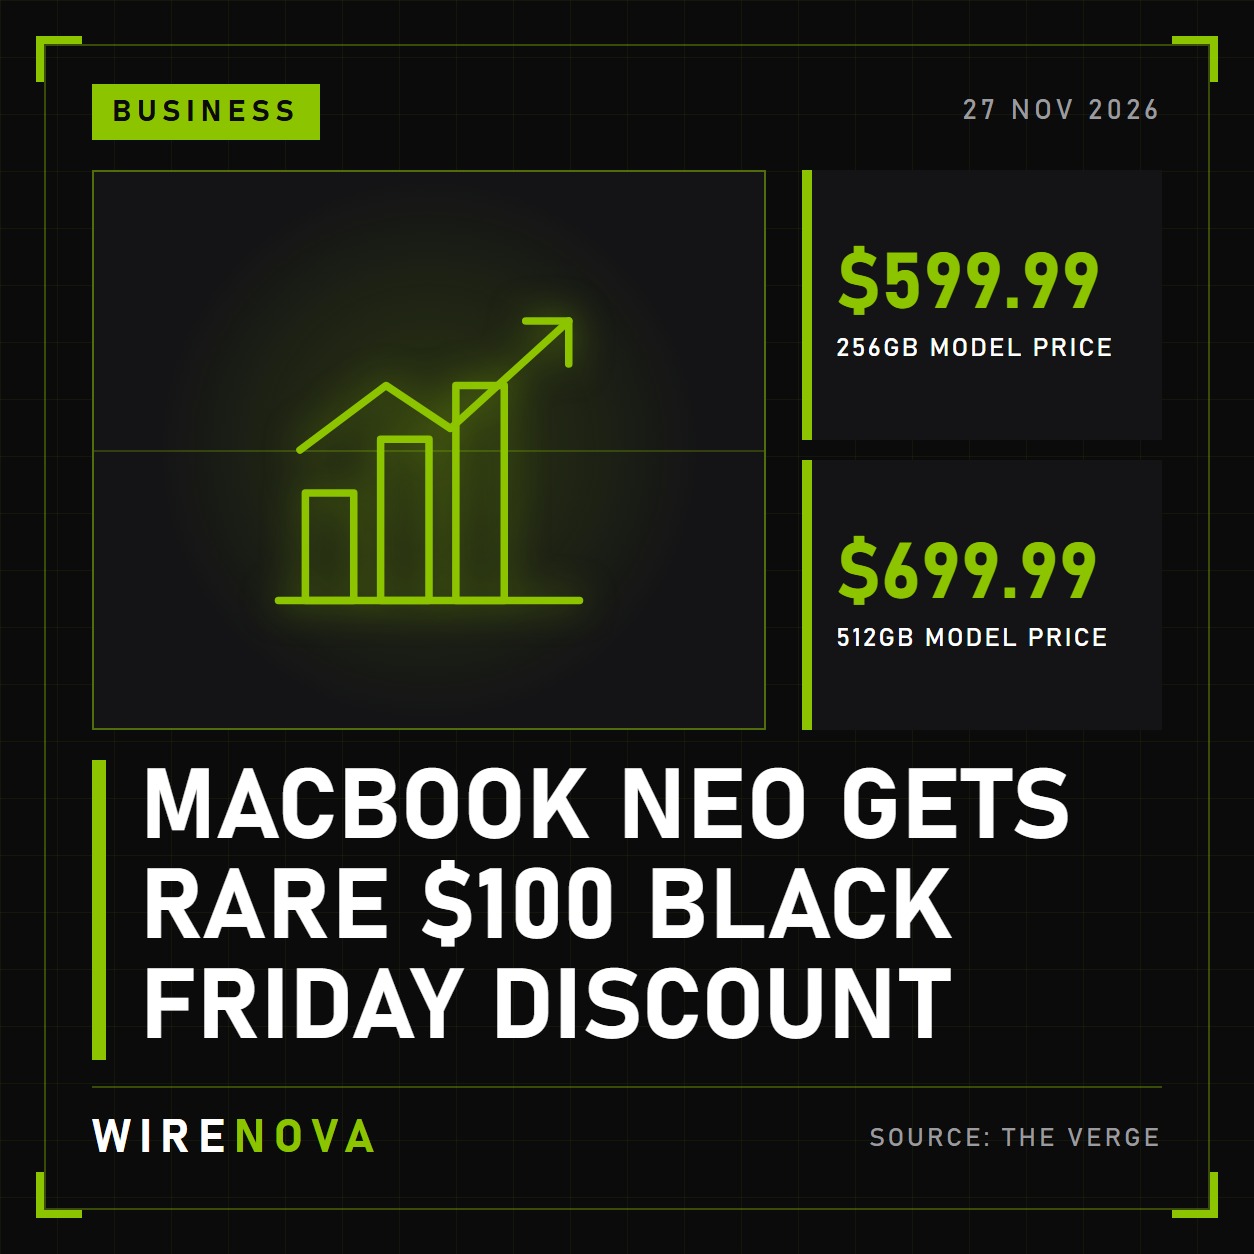 BUSINESS
27 NOV 2026
$599.99
256GB MODEL PRICE
$699.99
512GB MODEL PRICE
MACBOOK NEO GETS
RARE $100 BLACK
FRIDAY DISCOUNT
WIRENOVA
SOURCE: THE VERGE